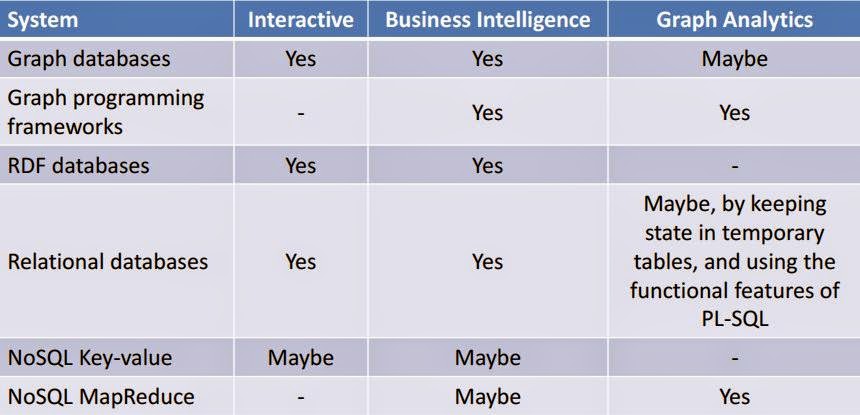 System Interactive Business Intelligence Graph Analytics
Graph databases Yes Yes Maybe
Graph programming
frameworks - Yes Yes
RDF databases Yes Yes -
Relational databases Yes Yes Maybe, by keeping
state in temporary
tables, and using the
functional features of
PL-SQL
NoSQL Key-value Maybe Maybe -
NoSQL MapReduce - Maybe Yes